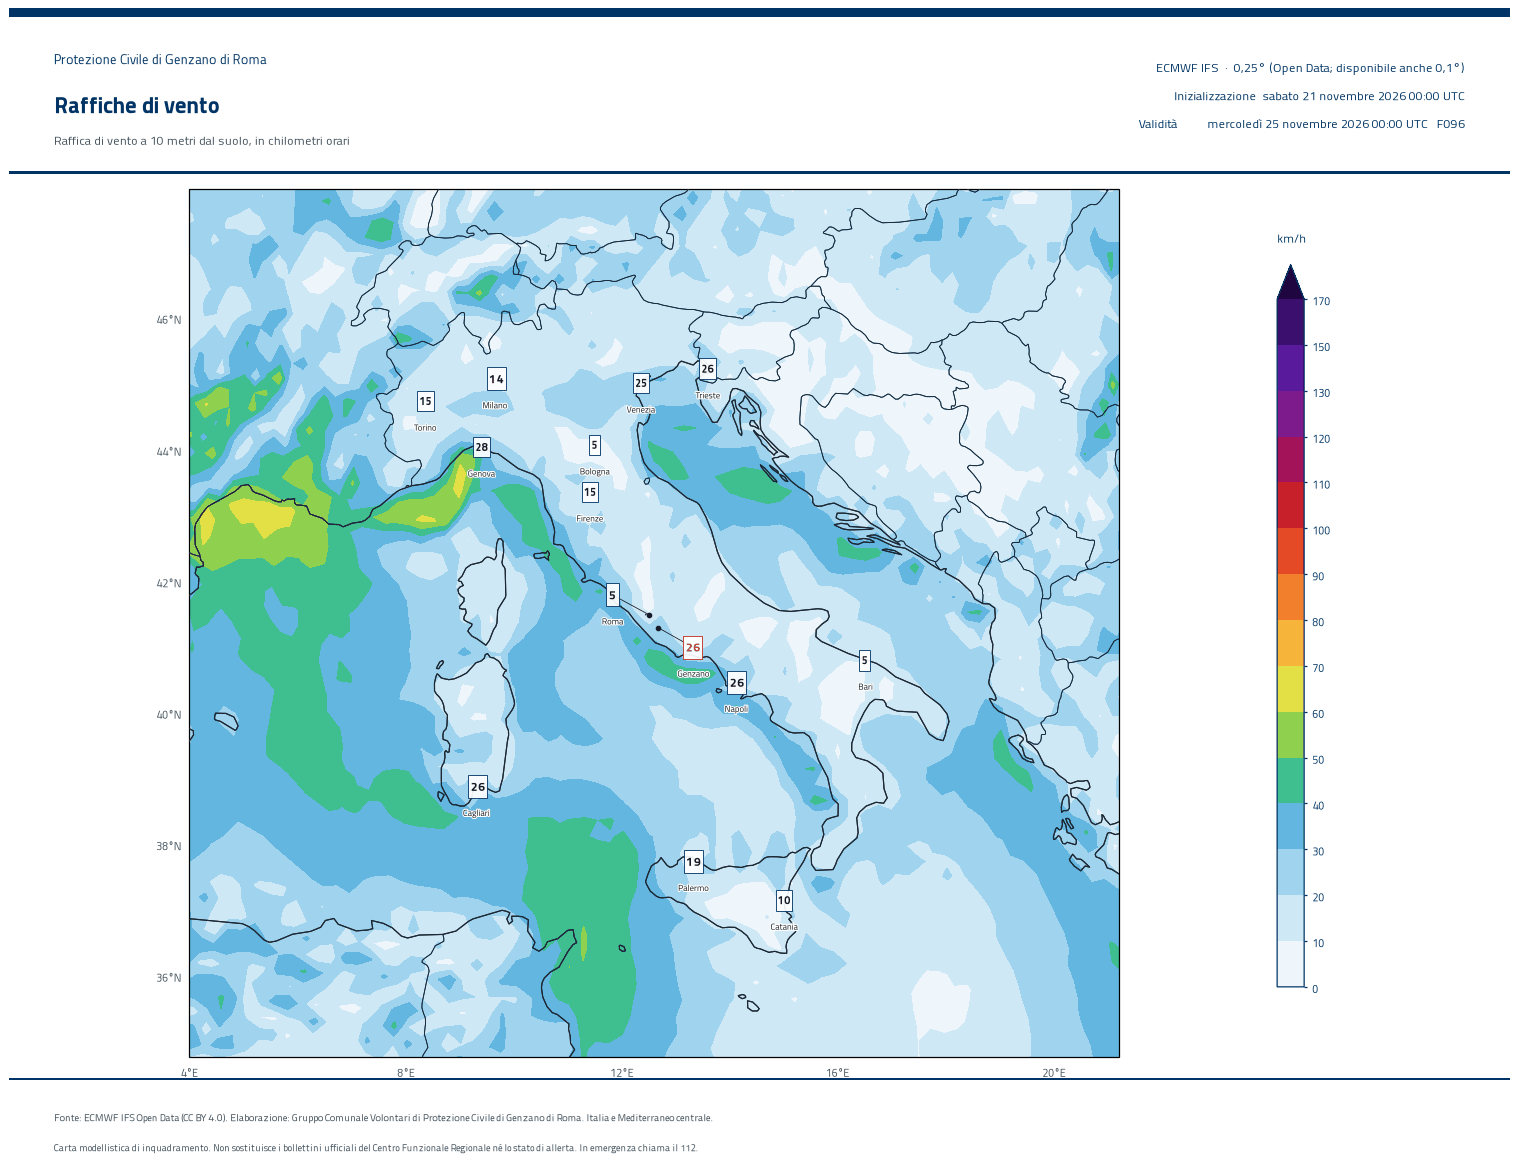 Protezione Civile di Genzano di Roma
Raffiche di vento
Raffica di vento a 10 metri dal suolo, in chilometri orari
ECMWF IFS · 0,25° (Open Data; disponibile anche 0,1°)
Inizializzazione sabato 21 novembre 2026 00:00 UTC
Validità mercoledì 25 novembre 2026 00:00 UTC F096
km/h
170
150
130
120
110
100
90
80
70
60
50
40
30
20
10
0
46°N
44°N
42°N
40°N
38°N
36°N
4°E
8°E
12°E
16°E
20°E
26
Trieste
25
Venezia
14
Milano
15
Torino
28
Genova
5
Bologna
15
Firenze
5
Roma
26
Genzano
26
Napoli
5
Bari
26
Cagliari
19
Palermo
10
Catania
Fonte: ECMWF IFS Open Data (CC BY 4.0). Elaborazione: Gruppo Comunale Volontari di Protezione Civile di Genzano di Roma. Italia e Mediterraneo centrale.
Carta modellistica di inquadramento. Non sostituisce i bollettini ufficiali del Centro Funzionale Regionale né lo stato di allerta. In emergenza chiama il 112.